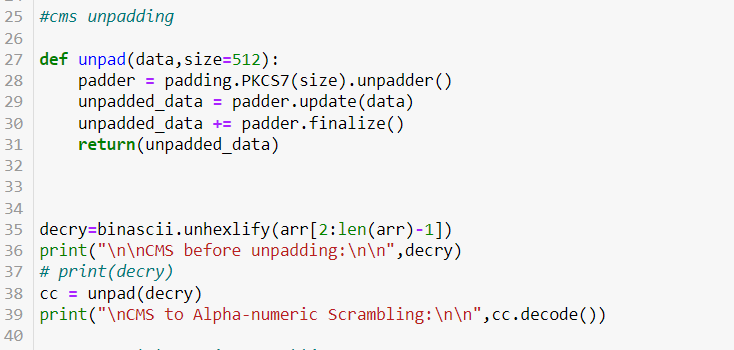 25 #cms unpadding
26
27 def unpad(data,size=512):
28     padder = padding.PKCS7(size).unpadder()
29     unpadded_data = padder.update(data)
30     unpadded_data += padder.finalize()
31     return(unpadded_data)
32
33
34
35 decry=binascii.unhexlify(arr[2:len(arr)-1])
36 print("\n\nCMS before unpadding:\n\n",decry)
37 # print(decry)
38 cc = unpad(decry)
39 print("\nCMS to Alpha-numeric Scrambling:\n\n",cc.decode())
40